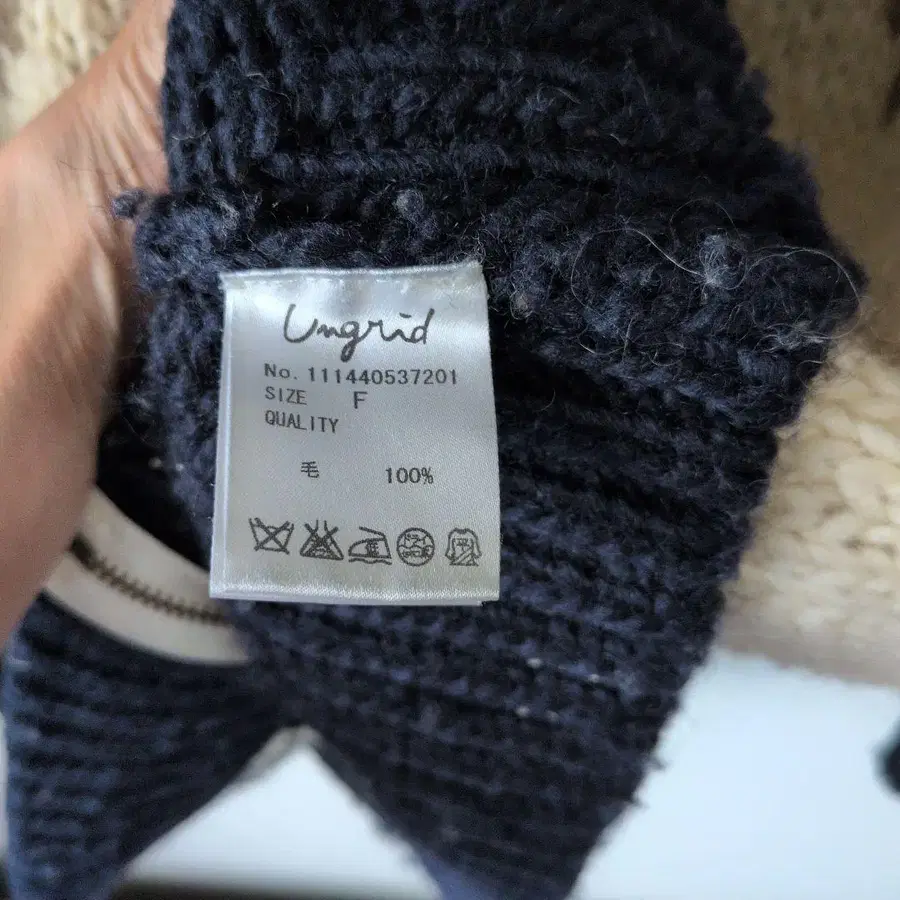 Ungrid
No. 111440537201
SIZE F
QUALITY
毛 100%